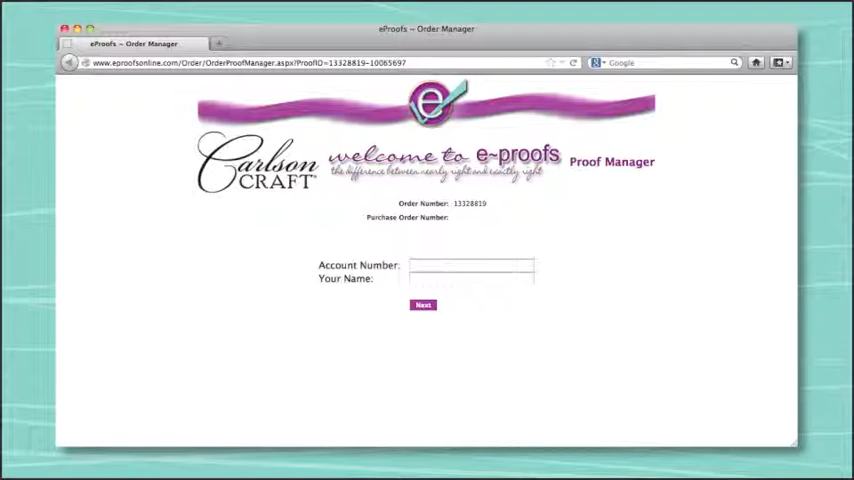 eProofs ~ Order Manager
eProofs ~ Order Manager
www.eproofsonline.com/Order/OrderProofManager.aspx?ProofID=13328819-10065697
Google
e
Carlson
CRAFT®
welcome to e~proofs
the difference between nearly right and exactly right
Proof Manager
Order Number: 13328819
Purchase Order Number:
Account Number:
Your Name:
Next